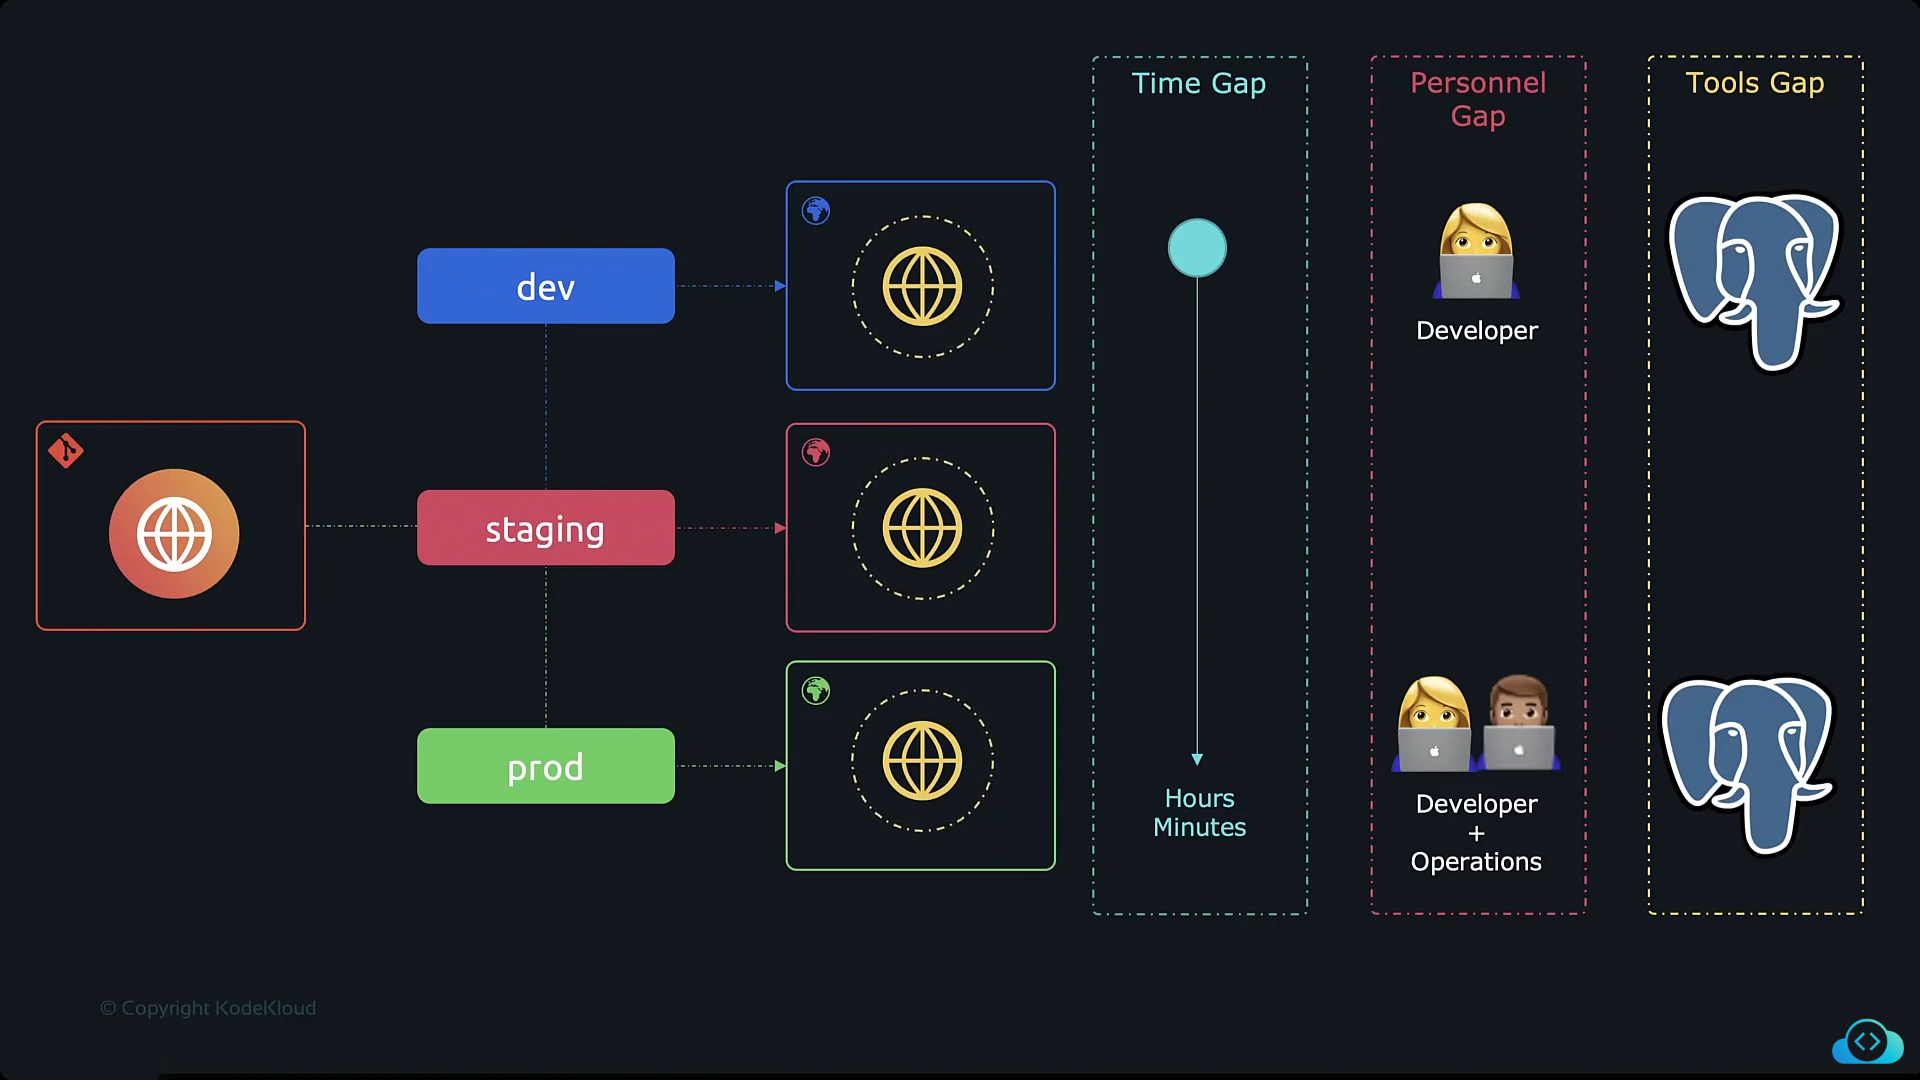 Time Gap
Personnel
Gap
Tools Gap
dev
Developer
staging
prod
Hours
Minutes
Developer
+
Operations
© Copyright KodeKloud